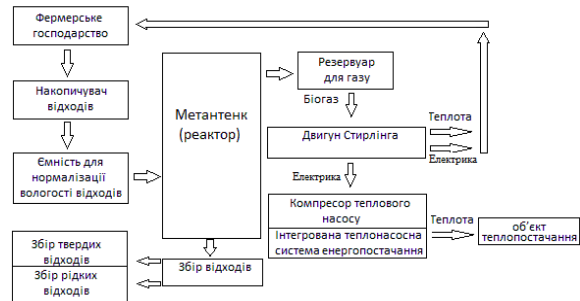 Фермерське
господарство
Накопичувач
відходів
Ємність для
нормалізації
вологості відходів
Метантенк
(реактор)
Резервуар
для газу
Біогаз
Двигун Стирлінга
Теплота
Електрика
Електрика
Компресор теплового
насосу
Інтегрована теплонасосна
система енергопостачання
Теплота
об'єкт
теплопостачання
Збір відходів
Збір твердих
відходів
Збір рідких
відходів